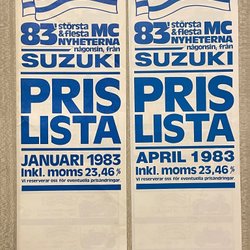 83! största & flesta MC
NYHETERNA
någonsin, från
SUZUKI
PRIS
LISTA
JANUARI 1983
Inkl. moms 23,46 %
Vi reserverar oss för eventuella prisändringar.
83! största & flesta MC
NYHETERNA
någonsin, från
SUZUKI
PRIS
LISTA
APRIL 1983
Inkl. moms 23,46 %
Vi reserverar oss för eventuella prisändringar.